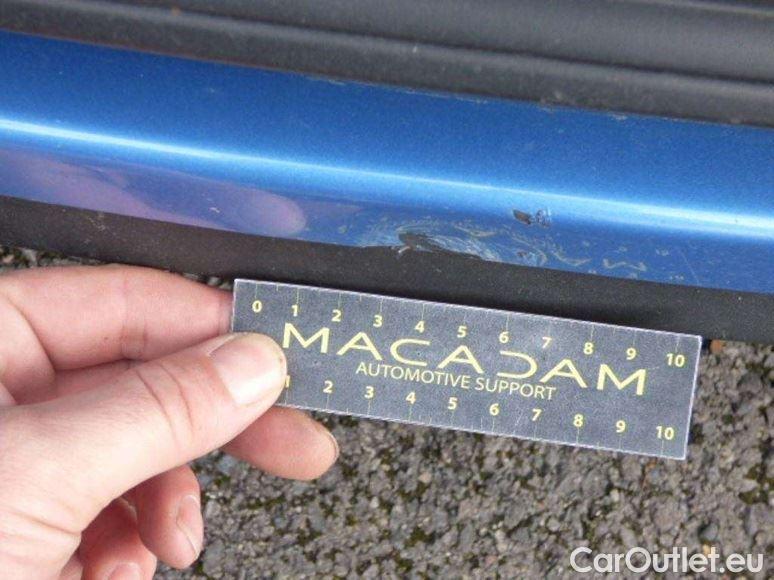 0 1 2 3 4 5 6 7 8 9 10
MACADAM
AUTOMOTIVE SUPPORT
1 2 3 4 5 6 7 8 9 10
CarOutlet.eu